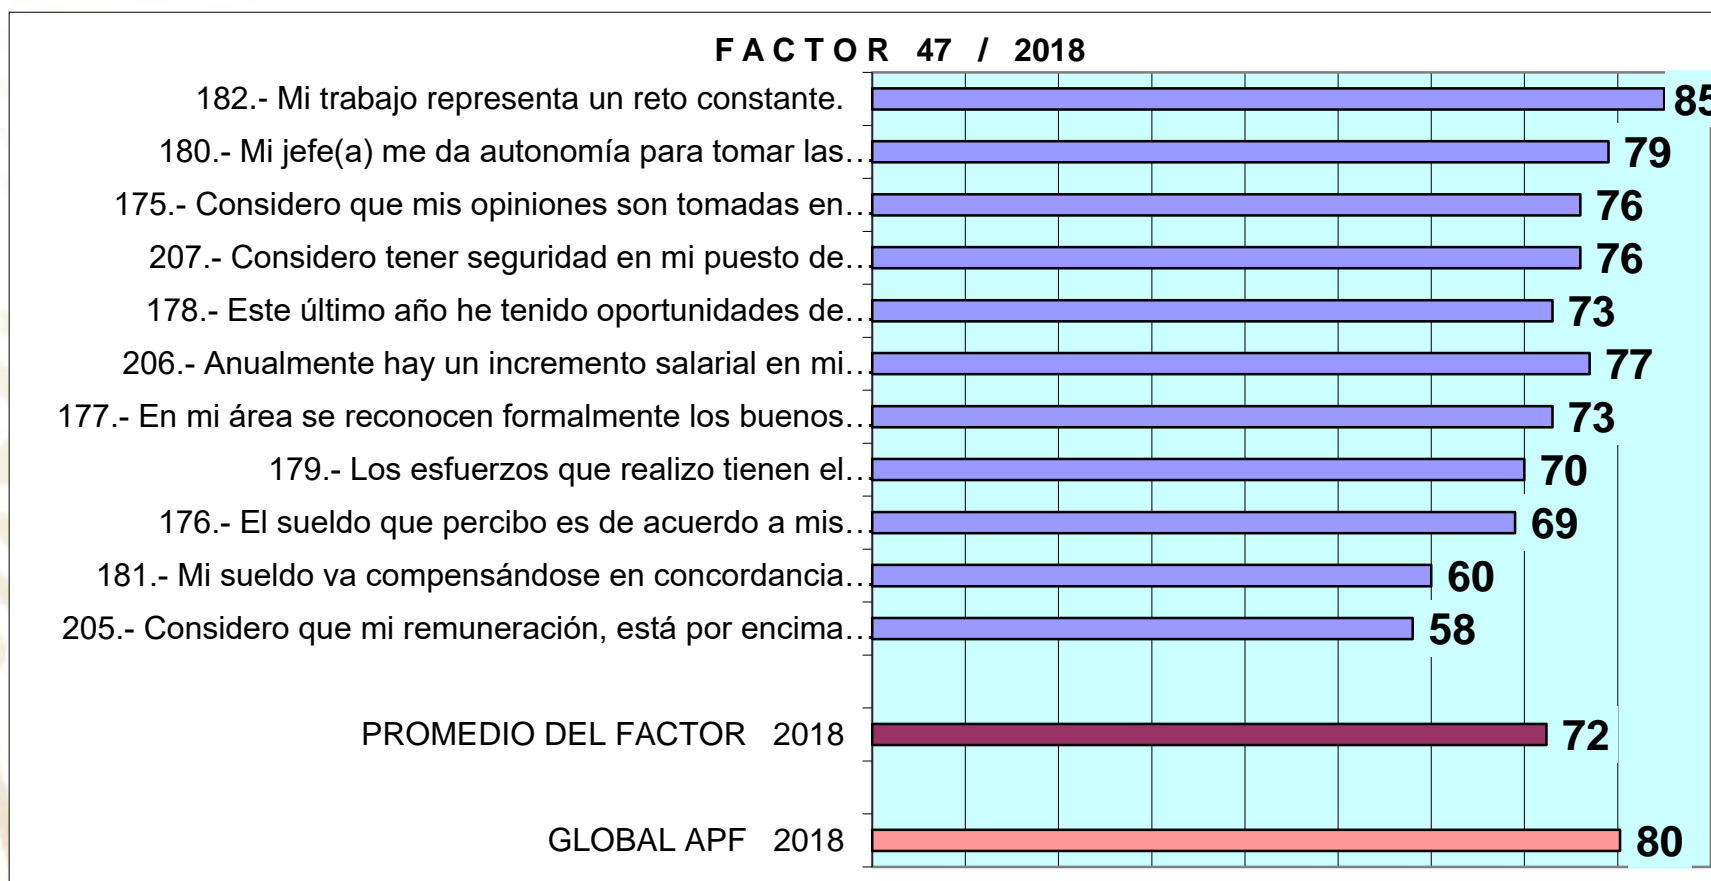 FACTOR 47 / 2018
182.- Mi trabajo representa un reto constante. 85
180.- Mi jefe(a) me da autonomía para tomar las… 79
175.- Considero que mis opiniones son tomadas en… 76
207.- Considero tener seguridad en mi puesto de… 76
178.- Este último año he tenido oportunidades de… 73
206.- Anualmente hay un incremento salarial en mi… 77
177.- En mi área se reconocen formalmente los buenos… 73
179.- Los esfuerzos que realizo tienen el… 70
176.- El sueldo que percibo es de acuerdo a mis… 69
181.- Mi sueldo va compensándose en concordancia… 60
205.- Considero que mi remuneración, está por encima… 58
PROMEDIO DEL FACTOR 2018 72
GLOBAL APF 2018 80